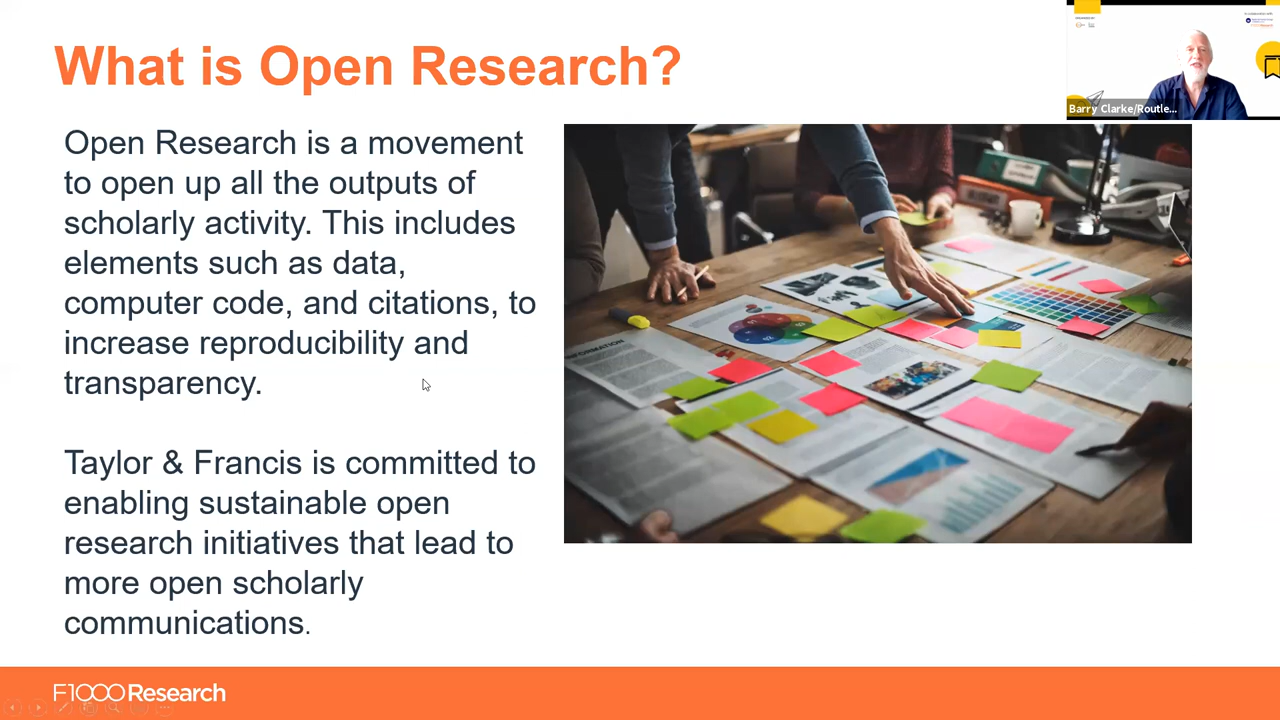 What is Open Research?
Barry Clarke/Routle...
Open Research is a movement
to open up all the outputs of
scholarly activity. This includes
elements such as data,
computer code, and citations, to
increase reproducibility and
transparency.
Taylor & Francis is committed to
enabling sustainable open
research initiatives that lead to
more open scholarly
communications.
INFORMATION
F1000Research